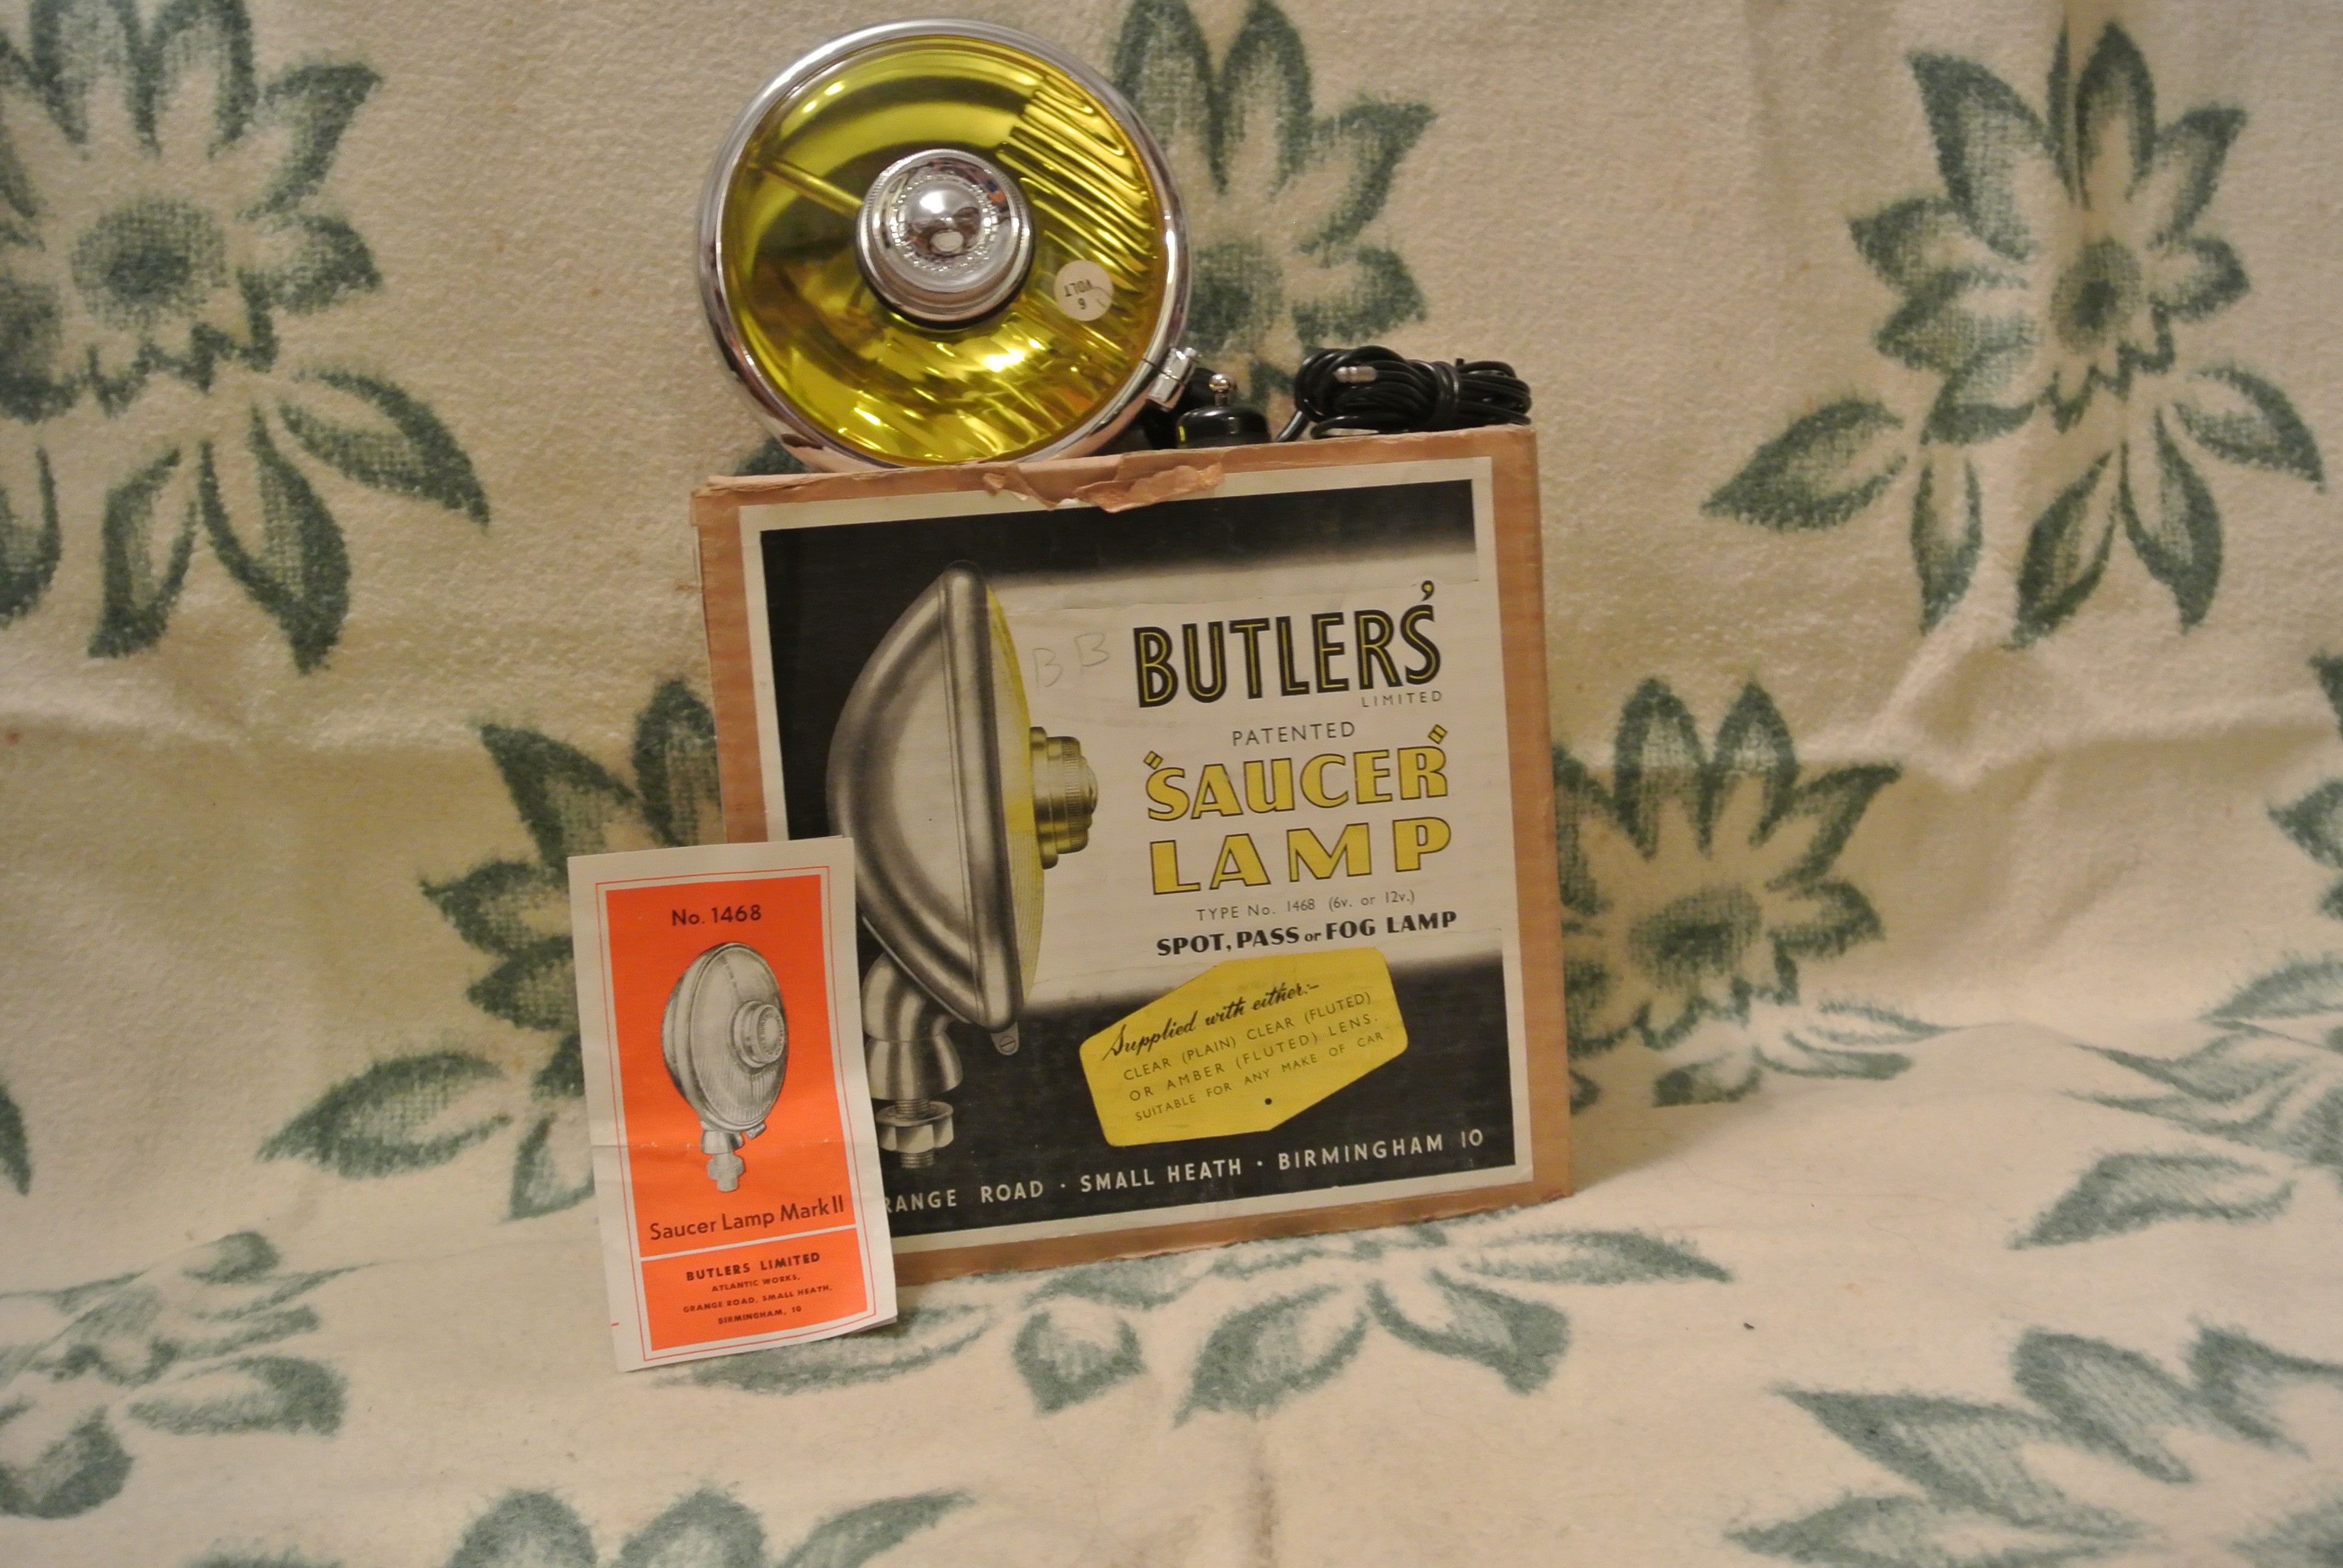 6
VOLT
B B
BUTLERS'
LIMITED
PATENTED
"SAUCER"
LAMP
TYPE No. 1468 (6v. or 12v.)
SPOT, PASS or FOG LAMP
Supplied with either:-
CLEAR (PLAIN) CLEAR (FLUTED)
OR AMBER (FLUTED) LENS.
SUITABLE FOR ANY MAKE OF CAR
RANGE ROAD · SMALL HEATH · BIRMINGHAM 10
No. 1468
Saucer Lamp Mark II
BUTLERS LIMITED
ATLANTIC WORKS,
GRANGE ROAD, SMALL HEATH,
BIRMINGHAM, 10